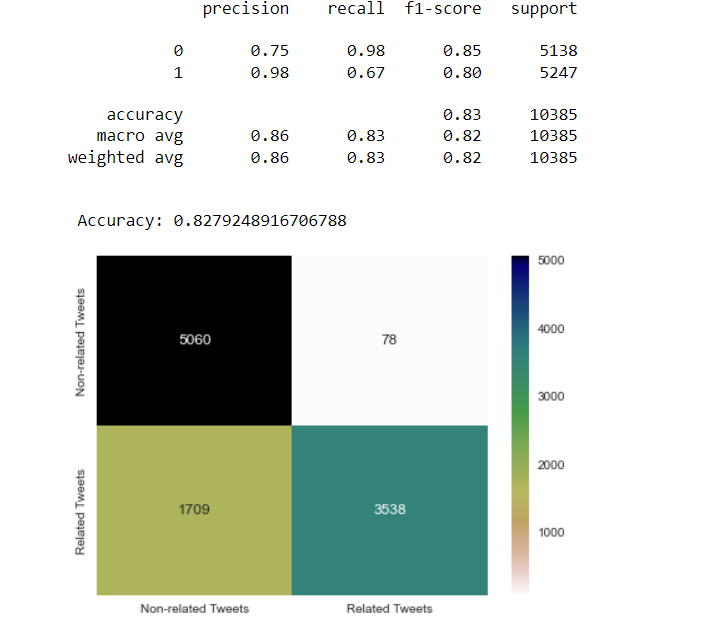 precision recall f1-score support
0 0.75 0.98 0.85 5138
1 0.98 0.67 0.80 5247
accuracy 0.83 10385
macro avg 0.86 0.83 0.82 10385
weighted avg 0.86 0.83 0.82 10385
Accuracy: 0.8279248916706788
Non-related Tweets
5060 78
Related Tweets
1709 3538
Non-related Tweets Related Tweets
5000
4000
3000
2000
1000